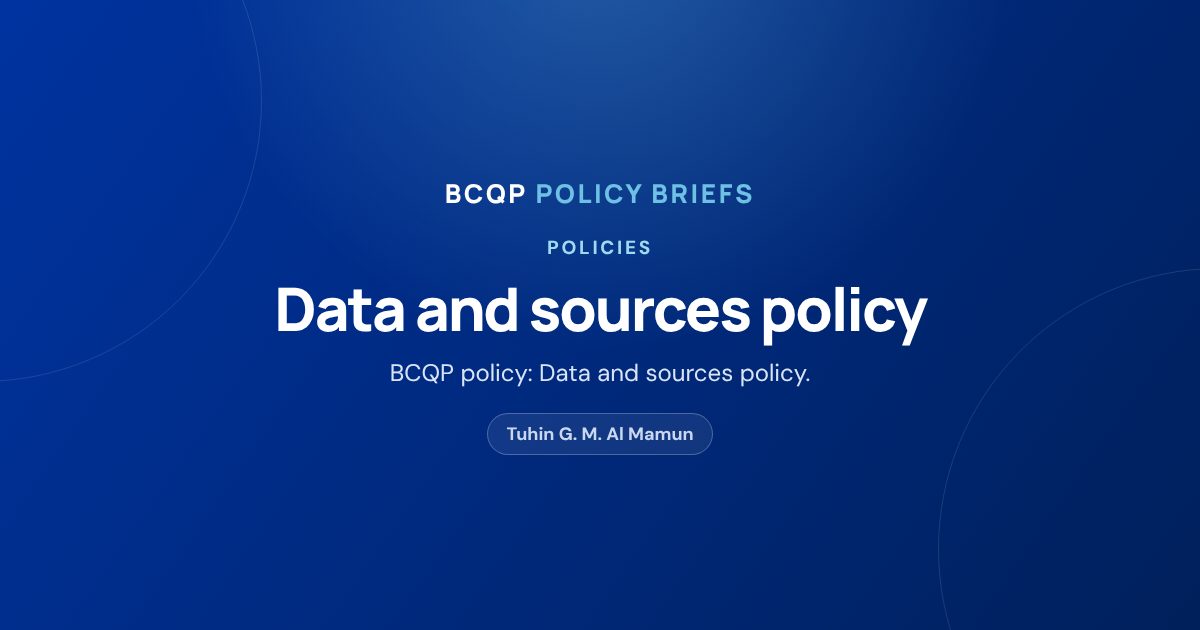 BCQP POLICY BRIEFS
POLICIES
Data and sources policy
BCQP policy: Data and sources policy.
Tuhin G. M. Al Mamun